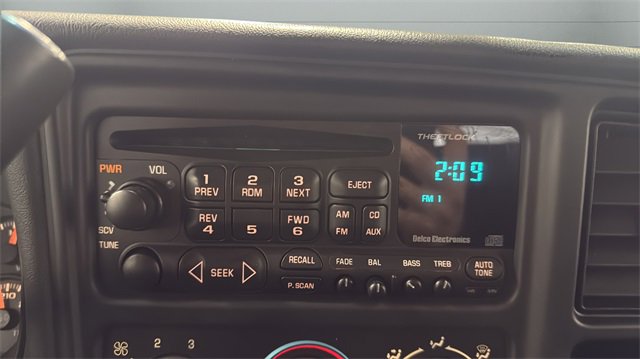 THEFTLOCK
PWR
VOL
1 PREV
2 RDM
3 NEXT
EJECT
2:09
FM 1
REV 4
5
FWD 6
AM FM
CD AUX
SCV
TUNE
Delco Electronics
SEEK
RECALL
P.SCAN
FADE
BAL
BASS
TREB
AUTO TONE
210
2
3